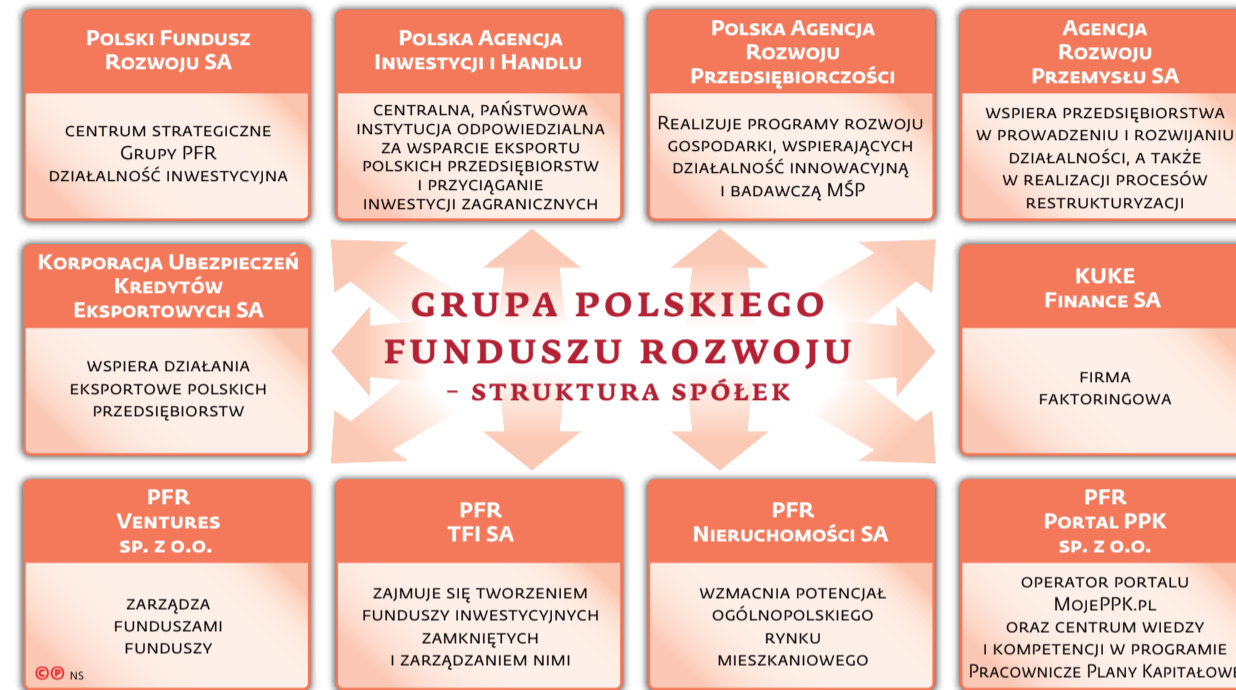 Polski Fundusz
Rozwoju SA
centrum strategiczne
Grupy PFR
działalność inwestycyjna
Polska Agencja
Inwestycji i Handlu
centralna, państwowa
instytucja odpowiedzialna
za wsparcie eksportu
polskich przedsiębiorstw
i przyciąganie
inwestycji zagranicznych
Polska Agencja
Rozwoju
Przedsiębiorczości
Realizuje programy rozwoju
gospodarki, wspierających
działalność innowacyjną
i badawczą MŚP
Agencja
Rozwoju
Przemysłu SA
wspiera przedsiębiorstwa
w prowadzeniu i rozwijaniu
działalności, a także
w realizacji procesów
restrukturyzacji
Korporacja Ubezpieczeń
Kredytów
Eksportowych SA
wspiera działania
eksportowe polskich
przedsiębiorstw
GRUPA POLSKIEGO
FUNDUSZU ROZWOJU
– STRUKTURA SPÓŁEK
KUKE
Finance SA
firma
faktoringowa
PFR
Ventures
sp. z o.o.
zarządza
funduszami
funduszy
©℗ NS
PFR
TFI SA
zajmuje się tworzeniem
funduszy inwestycyjnych
zamkniętych
i zarządzaniem nimi
PFR
Nieruchomości SA
wzmacnia potencjał
ogólnopolskiego
rynku
mieszkaniowego
PFR
Portal PPK
sp. z o.o.
operator portalu
MojePPK.pl
oraz centrum wiedzy
i kompetencji w programie
Pracownicze Plany Kapitałowe